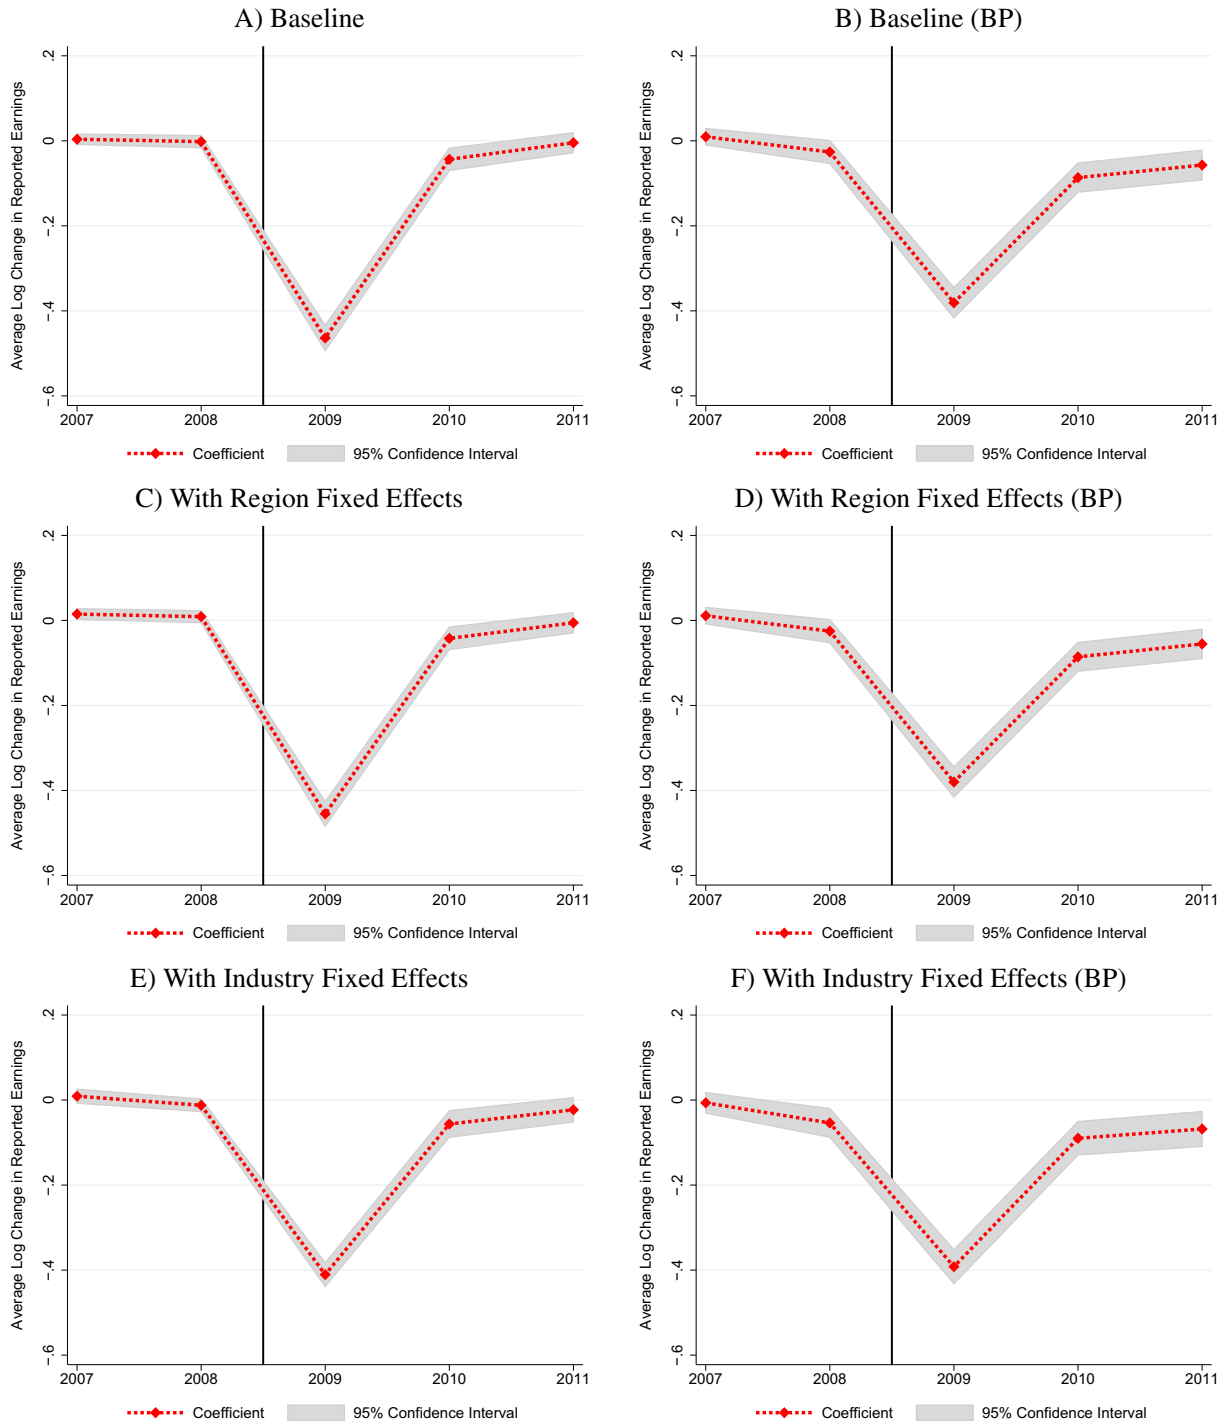 A) Baseline
Average Log Change in Reported Earnings
.2
0
-.2
-.4
-.6
2007 2008 2009 2010 2011
Coefficient 95% Confidence Interval
B) Baseline (BP)
Average Log Change in Reported Earnings
.2
0
-.2
-.4
-.6
2007 2008 2009 2010 2011
Coefficient 95% Confidence Interval
C) With Region Fixed Effects
Average Log Change in Reported Earnings
.2
0
-.2
-.4
-.6
2007 2008 2009 2010 2011
Coefficient 95% Confidence Interval
D) With Region Fixed Effects (BP)
Average Log Change in Reported Earnings
.2
0
-.2
-.4
-.6
2007 2008 2009 2010 2011
Coefficient 95% Confidence Interval
E) With Industry Fixed Effects
Average Log Change in Reported Earnings
.2
0
-.2
-.4
-.6
2007 2008 2009 2010 2011
Coefficient 95% Confidence Interval
F) With Industry Fixed Effects (BP)
Average Log Change in Reported Earnings
.2
0
-.2
-.4
-.6
2007 2008 2009 2010 2011
Coefficient 95% Confidence Interval